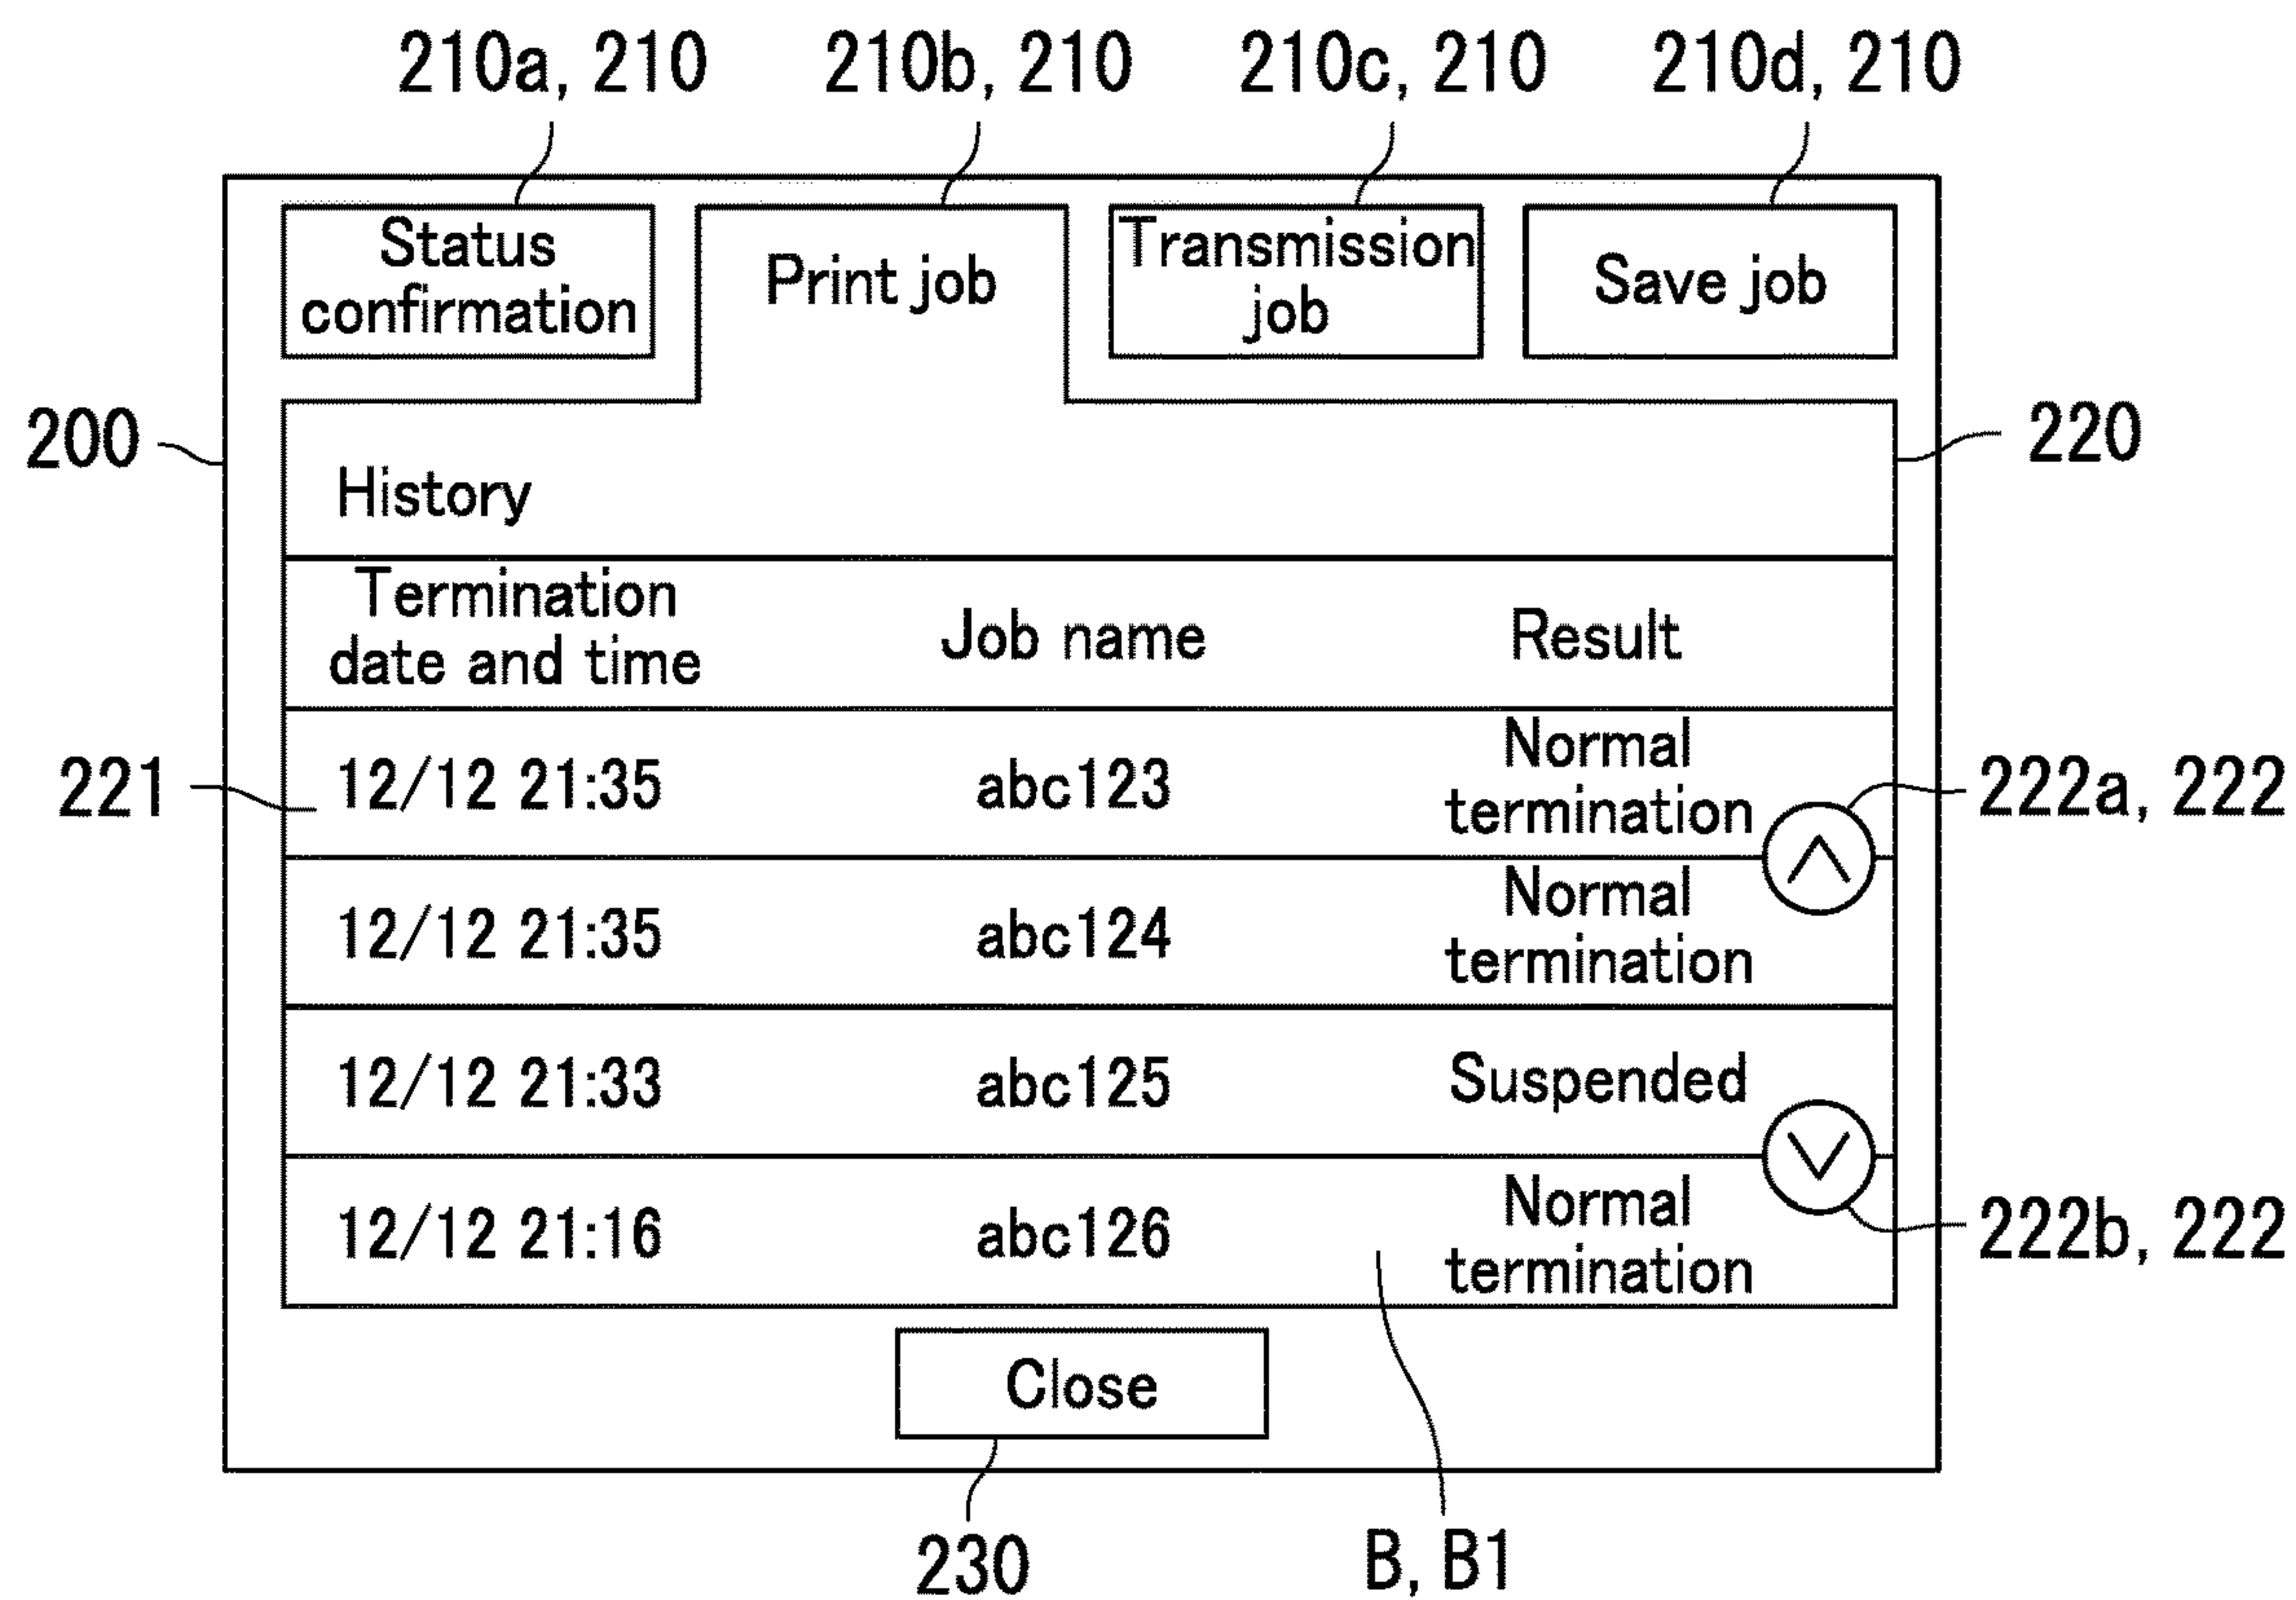 210a, 210 210b, 210 210c, 210 210d, 210
Status
confirmation
Print job
Transmission
job
Save job
200
220
History
Termination
date and time
Job name
Result
221
12/12 21:35 abc123
Normal
termination
222a, 222
12/12 21:35 abc124
Normal
termination
12/12 21:33 abc125 Suspended
12/12 21:16 abc126
Normal
termination
222b, 222
Close
230
B, B1